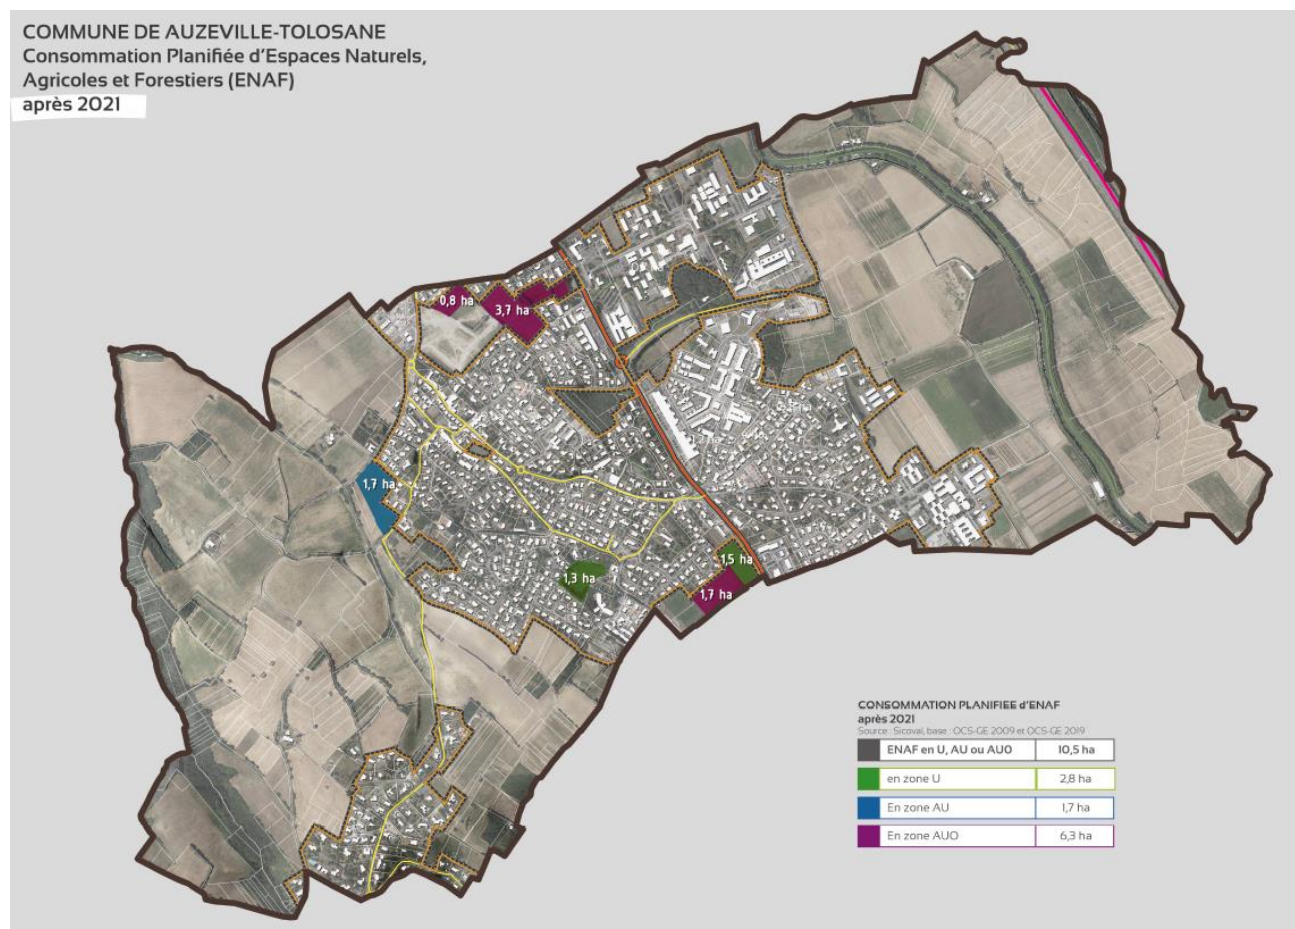 COMMUNE DE AUZEVILLE-TOLOSANE
Consommation Planifiée d'Espaces Naturels,
Agricoles et Forestiers (ENAF)
après 2021
0,8 ha
3,7 ha
1,7 ha
1,5 ha
1,3 ha
1,7 ha
CONSOMMATION PLANIFIEE d'ENAF
après 2021
Source : Sicoval, base : OCS-GE 2009 et OCS-GE 2019
ENAF en U, AU ou AUO 10,5 ha
en zone U 2,8 ha
En zone AU 1,7 ha
En zone AUO 6,3 ha